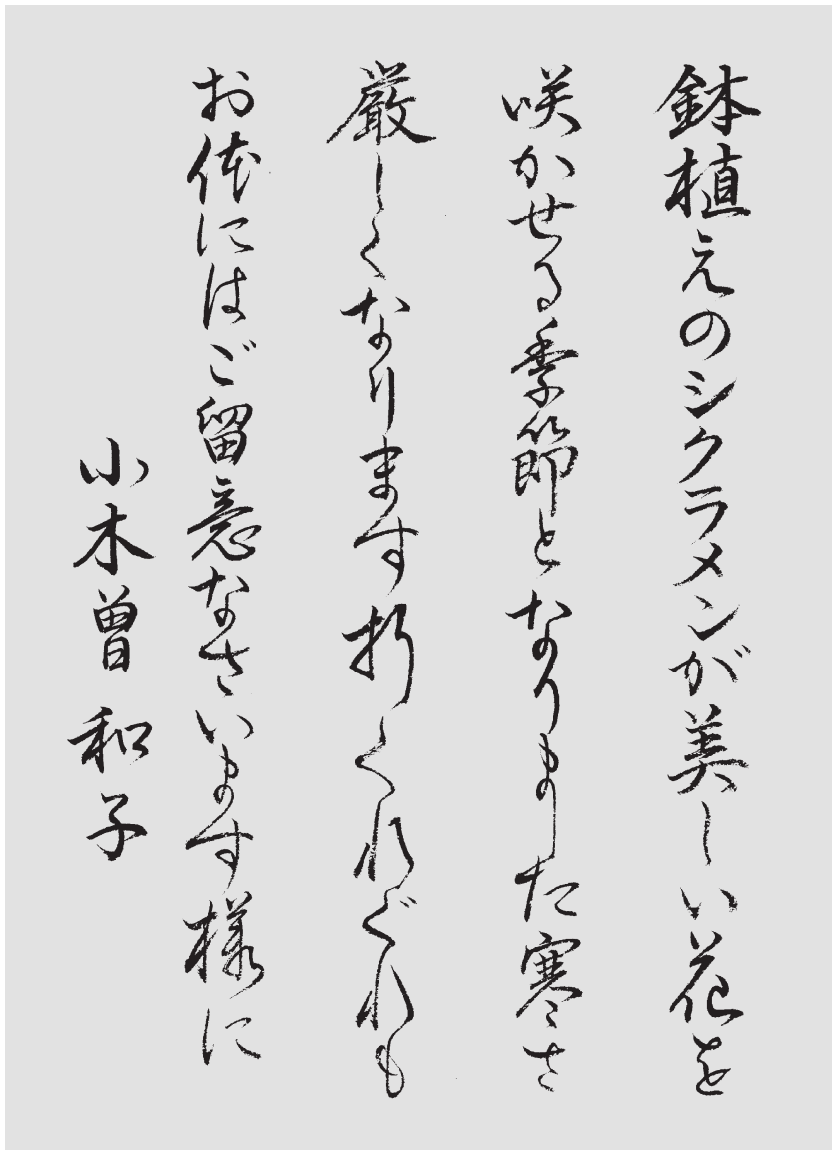 鉢植えのシクラメンが美しい花を
咲かせる季節となりました寒さ
厳しくなります折くれぐれも
お体にはご留意なさいます様に
小木曽和子